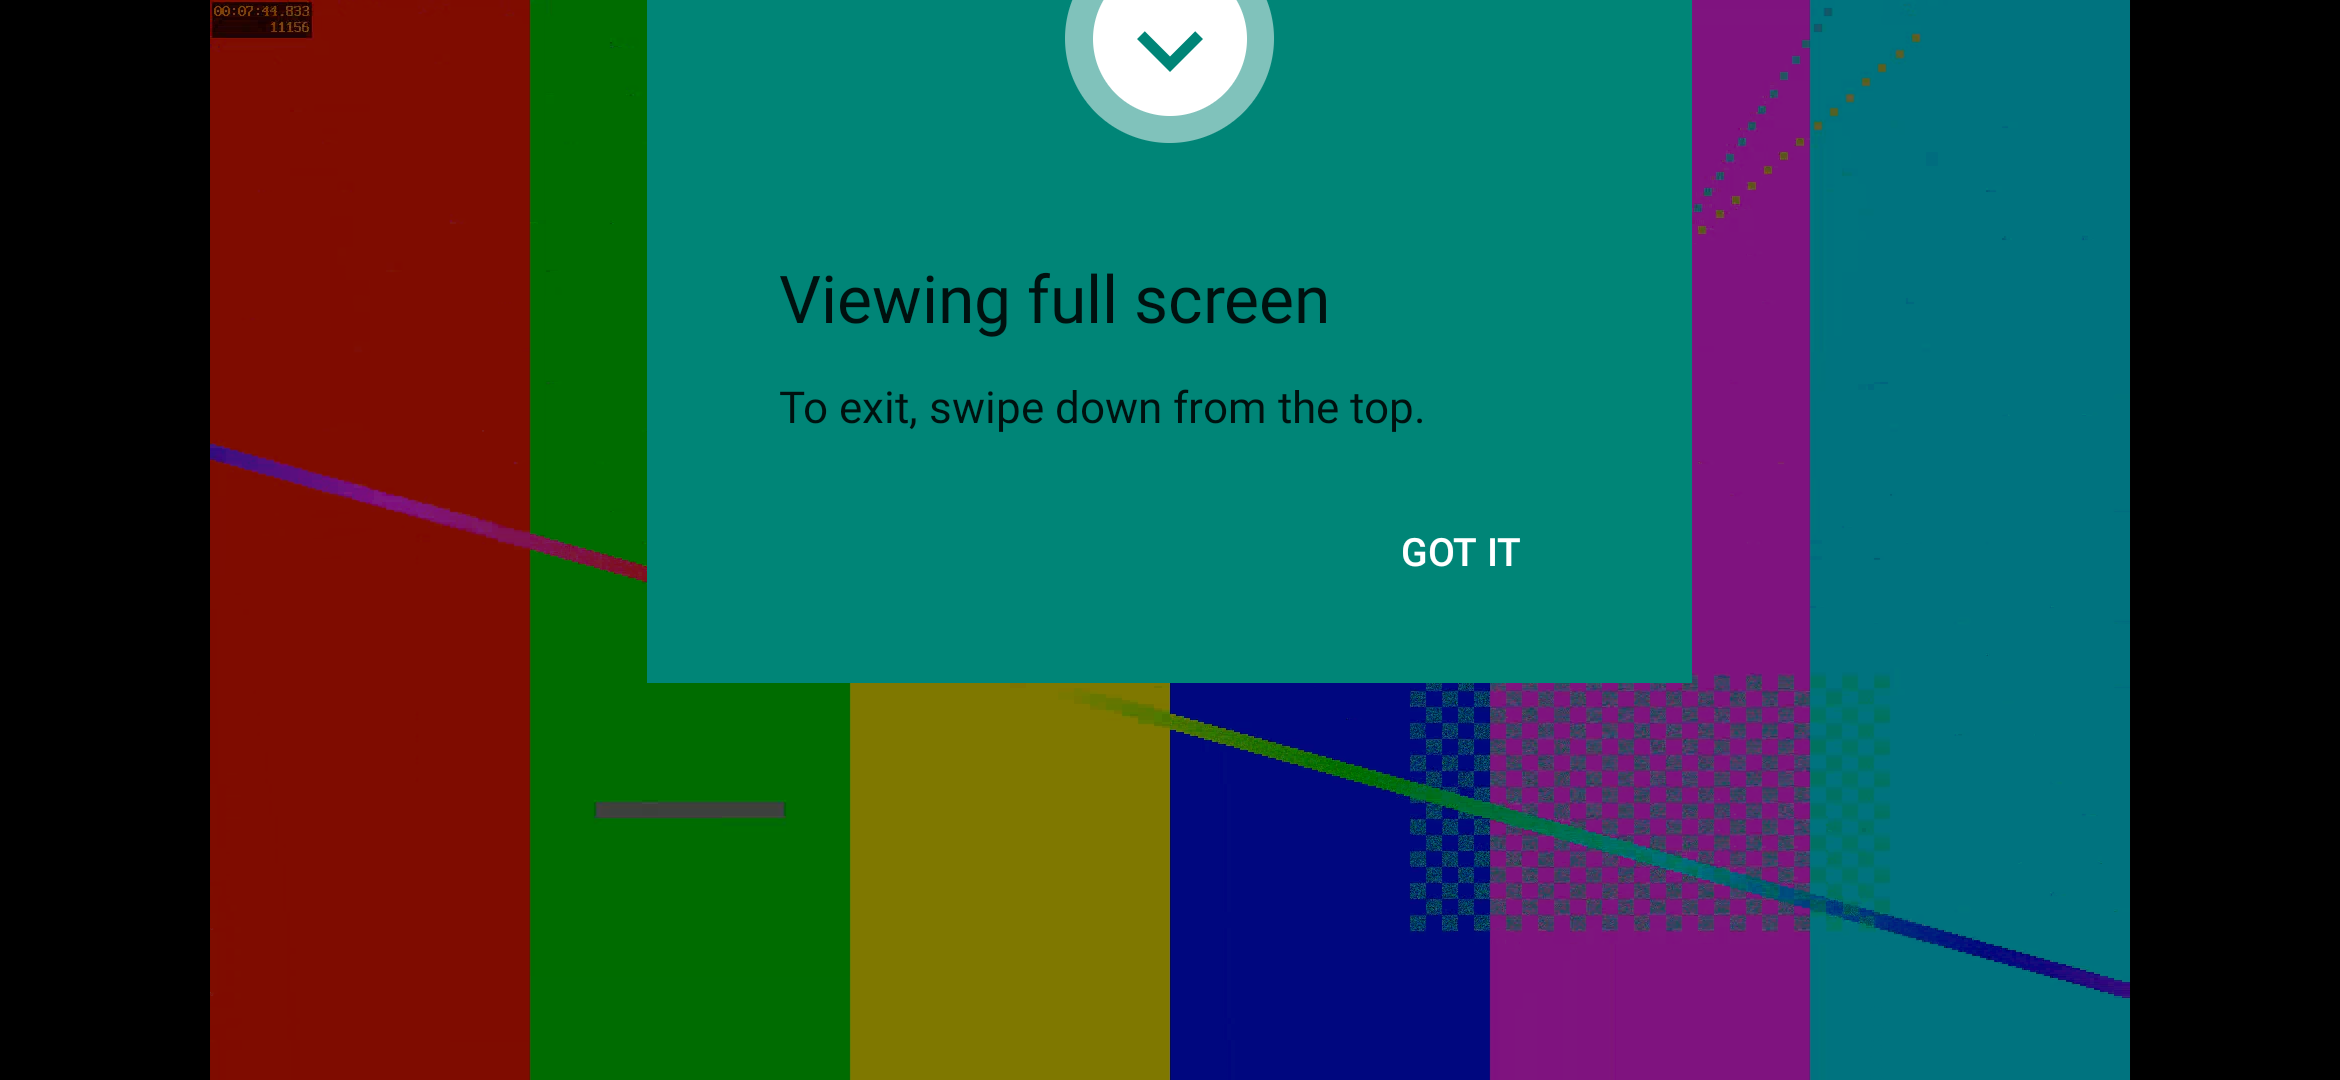 00:07:44.833
11156
Viewing full screen
To exit, swipe down from the top.
GOT IT